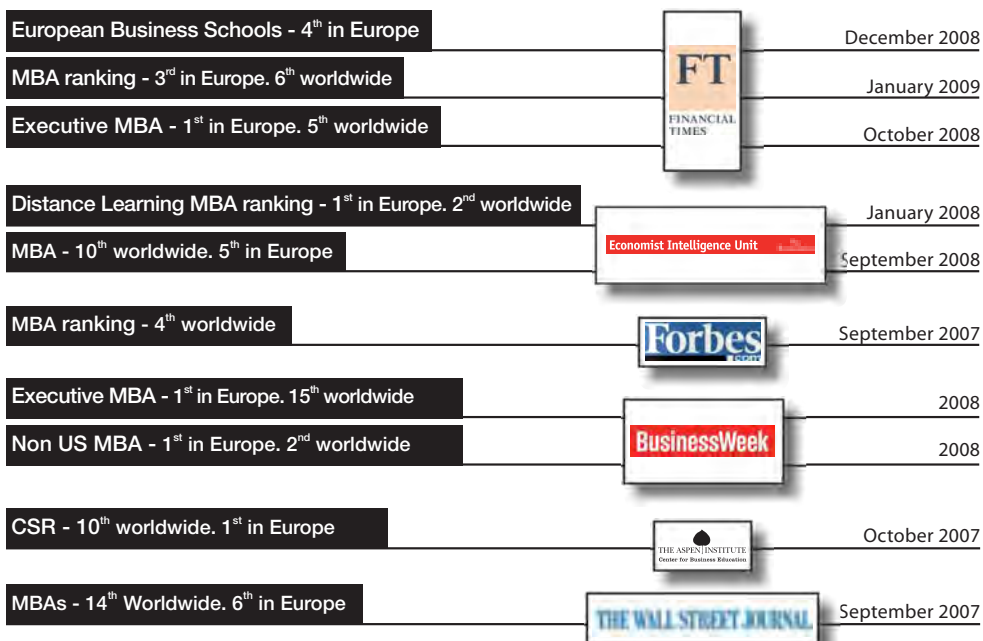 European Business Schools - 4th in Europe
December 2008
MBA ranking - 3rd in Europe. 6th worldwide
January 2009
Executive MBA - 1st in Europe. 5th worldwide
October 2008
FT
FINANCIAL
TIMES
Distance Learning MBA ranking - 1st in Europe. 2nd worldwide
January 2008
MBA - 10th worldwide. 5th in Europe
September 2008
Economist Intelligence Unit
MBA ranking - 4th worldwide
September 2007
Forbes
.com
Executive MBA - 1st in Europe. 15th worldwide
2008
Non US MBA - 1st in Europe. 2nd worldwide
2008
BusinessWeek
CSR - 10th worldwide. 1st in Europe
October 2007
THE ASPEN INSTITUTE
Center for Business Education
MBAs - 14th Worldwide. 6th in Europe
September 2007
THE WALL STREET JOURNAL